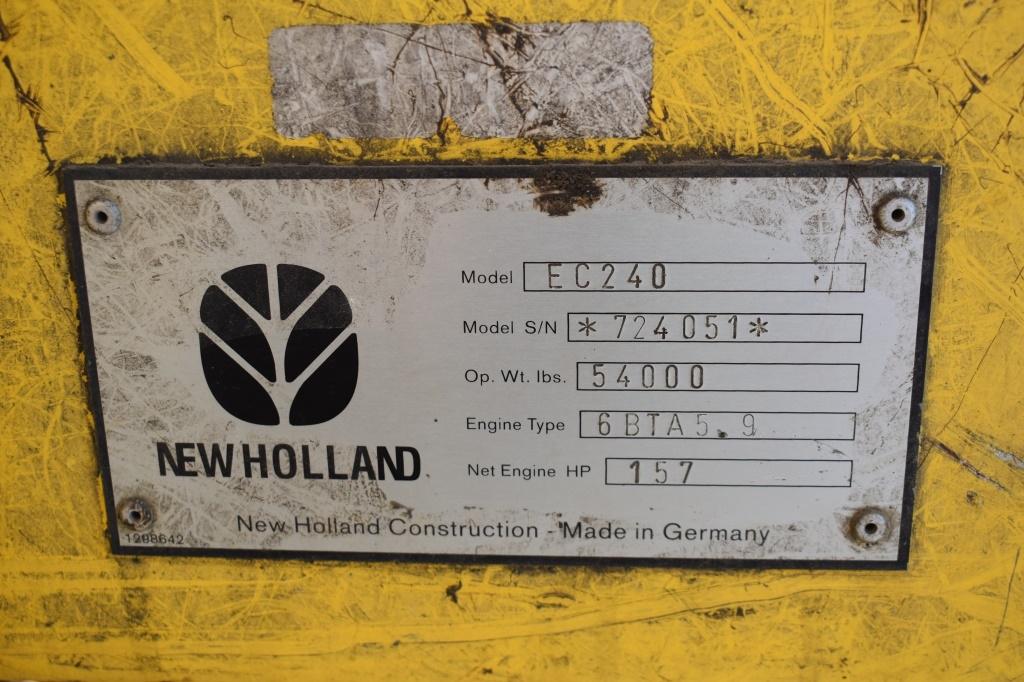 Model EC240
Model S/N *724051*
Op. Wt. lbs. 54000
Engine Type 6BTA5.9
Net Engine HP 157
NEW HOLLAND
New Holland Construction - Made in Germany
1298642